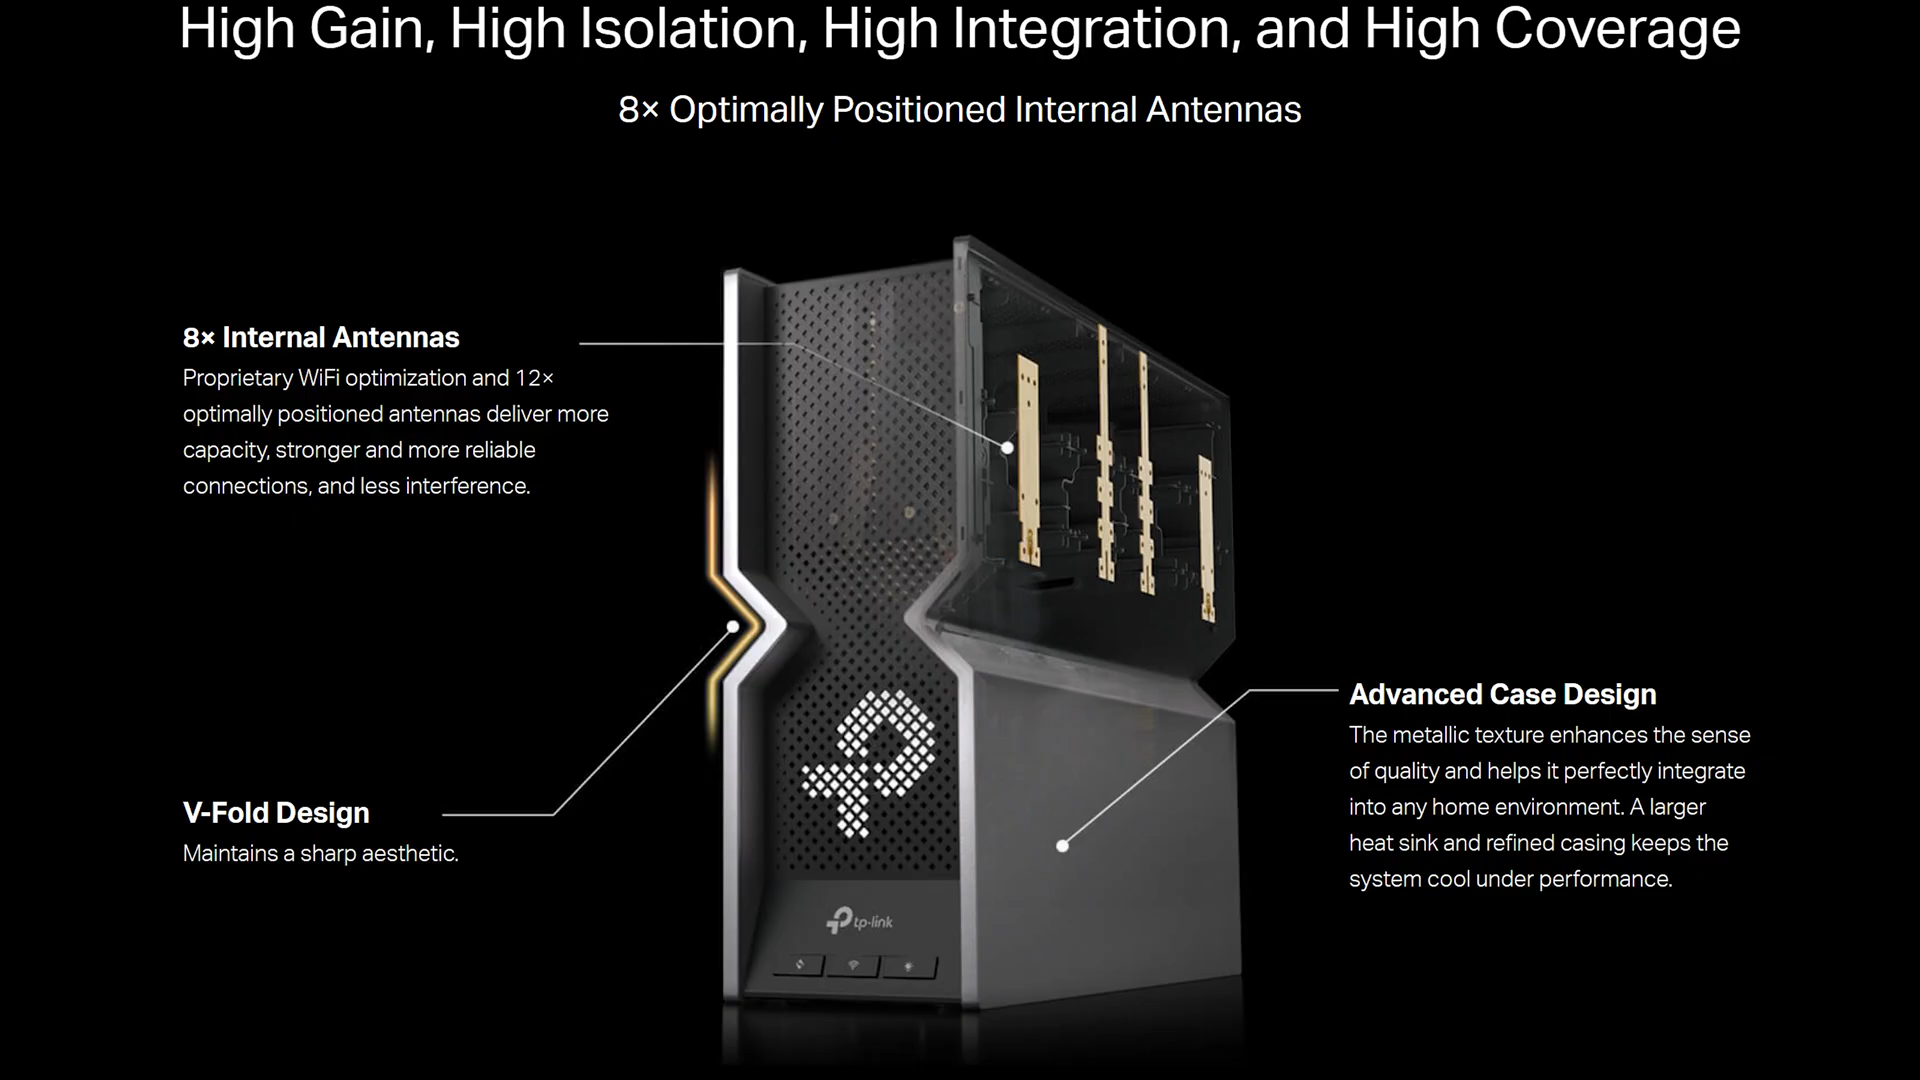 High Gain, High Isolation, High Integration, and High Coverage
8× Optimally Positioned Internal Antennas
8× Internal Antennas
Proprietary WiFi optimization and 12×
optimally positioned antennas deliver more
capacity, stronger and more reliable
connections, and less interference.
V-Fold Design
Maintains a sharp aesthetic.
Advanced Case Design
The metallic texture enhances the sense
of quality and helps it perfectly integrate
into any home environment. A larger
heat sink and refined casing keeps the
system cool under performance.
tp-link